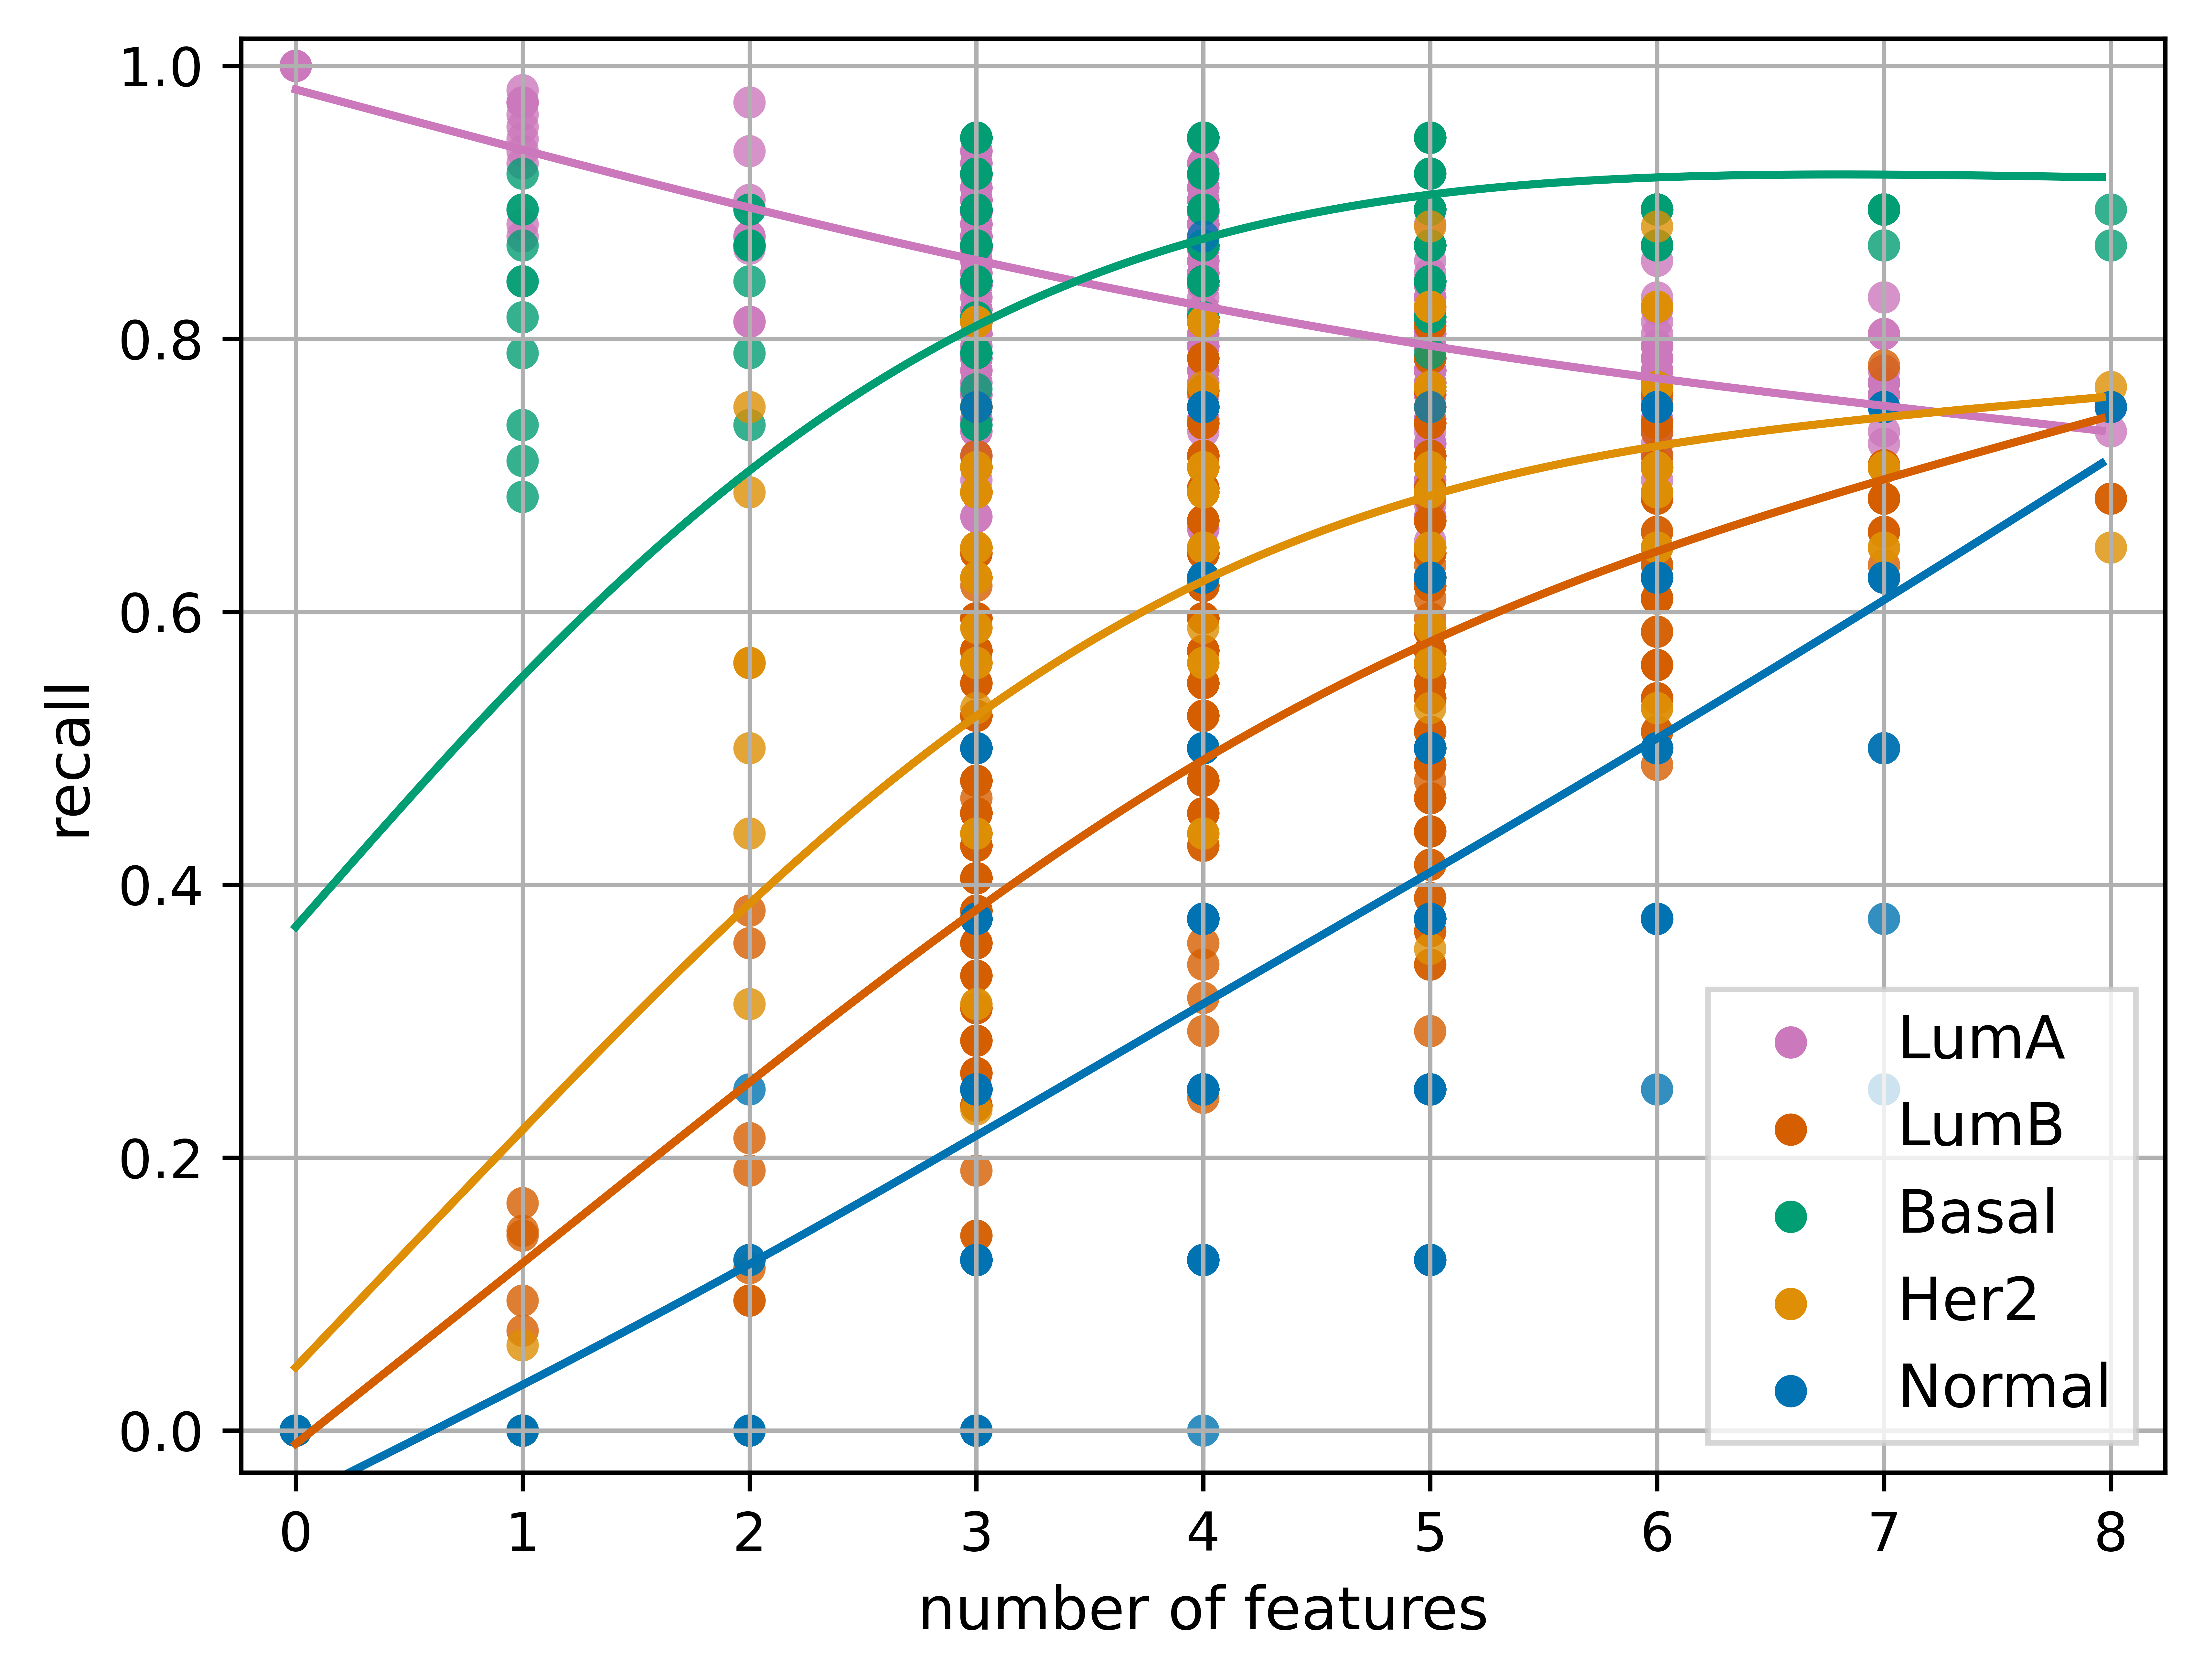 1.0
0.8
0.6
0.4
0.2
0.0
recall
0 1 2 3 4 5 6 7 8
number of features
LumA
LumB
Basal
Her2
Normal